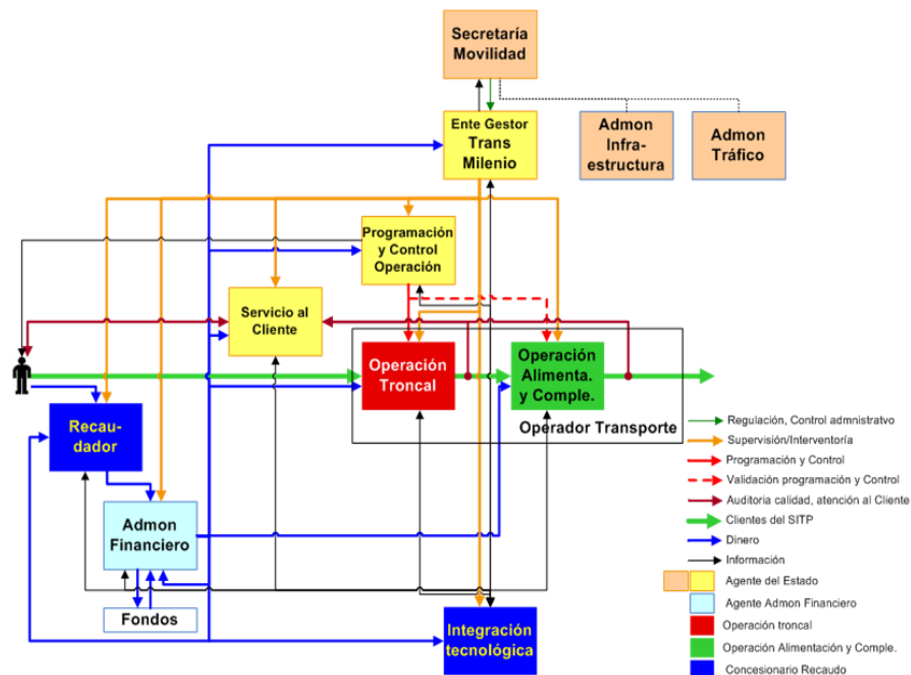 Secretaría
Movilidad
Ente Gestor
Trans
Milenio
Admon
Infra-
estructura
Admon
Tráfico
Programación
y Control
Operación
Servicio al
Cliente
Operación
Troncal
Operación
Alimenta.
y Comple.
Operador Transporte
Recau-
dador
Admon
Financiero
Fondos
Integración
tecnológica
Regulación, Control admnistratvo
Supervisión/Interventoría
Programación y Control
Validación programación y Control
Auditoria calidad, atención al Cliente
Clientes del SITP
Dinero
Información
Agente del Estado
Agente Admon Financiero
Operación troncal
Operación Alimentación y Comple.
Concesionario Recaudo